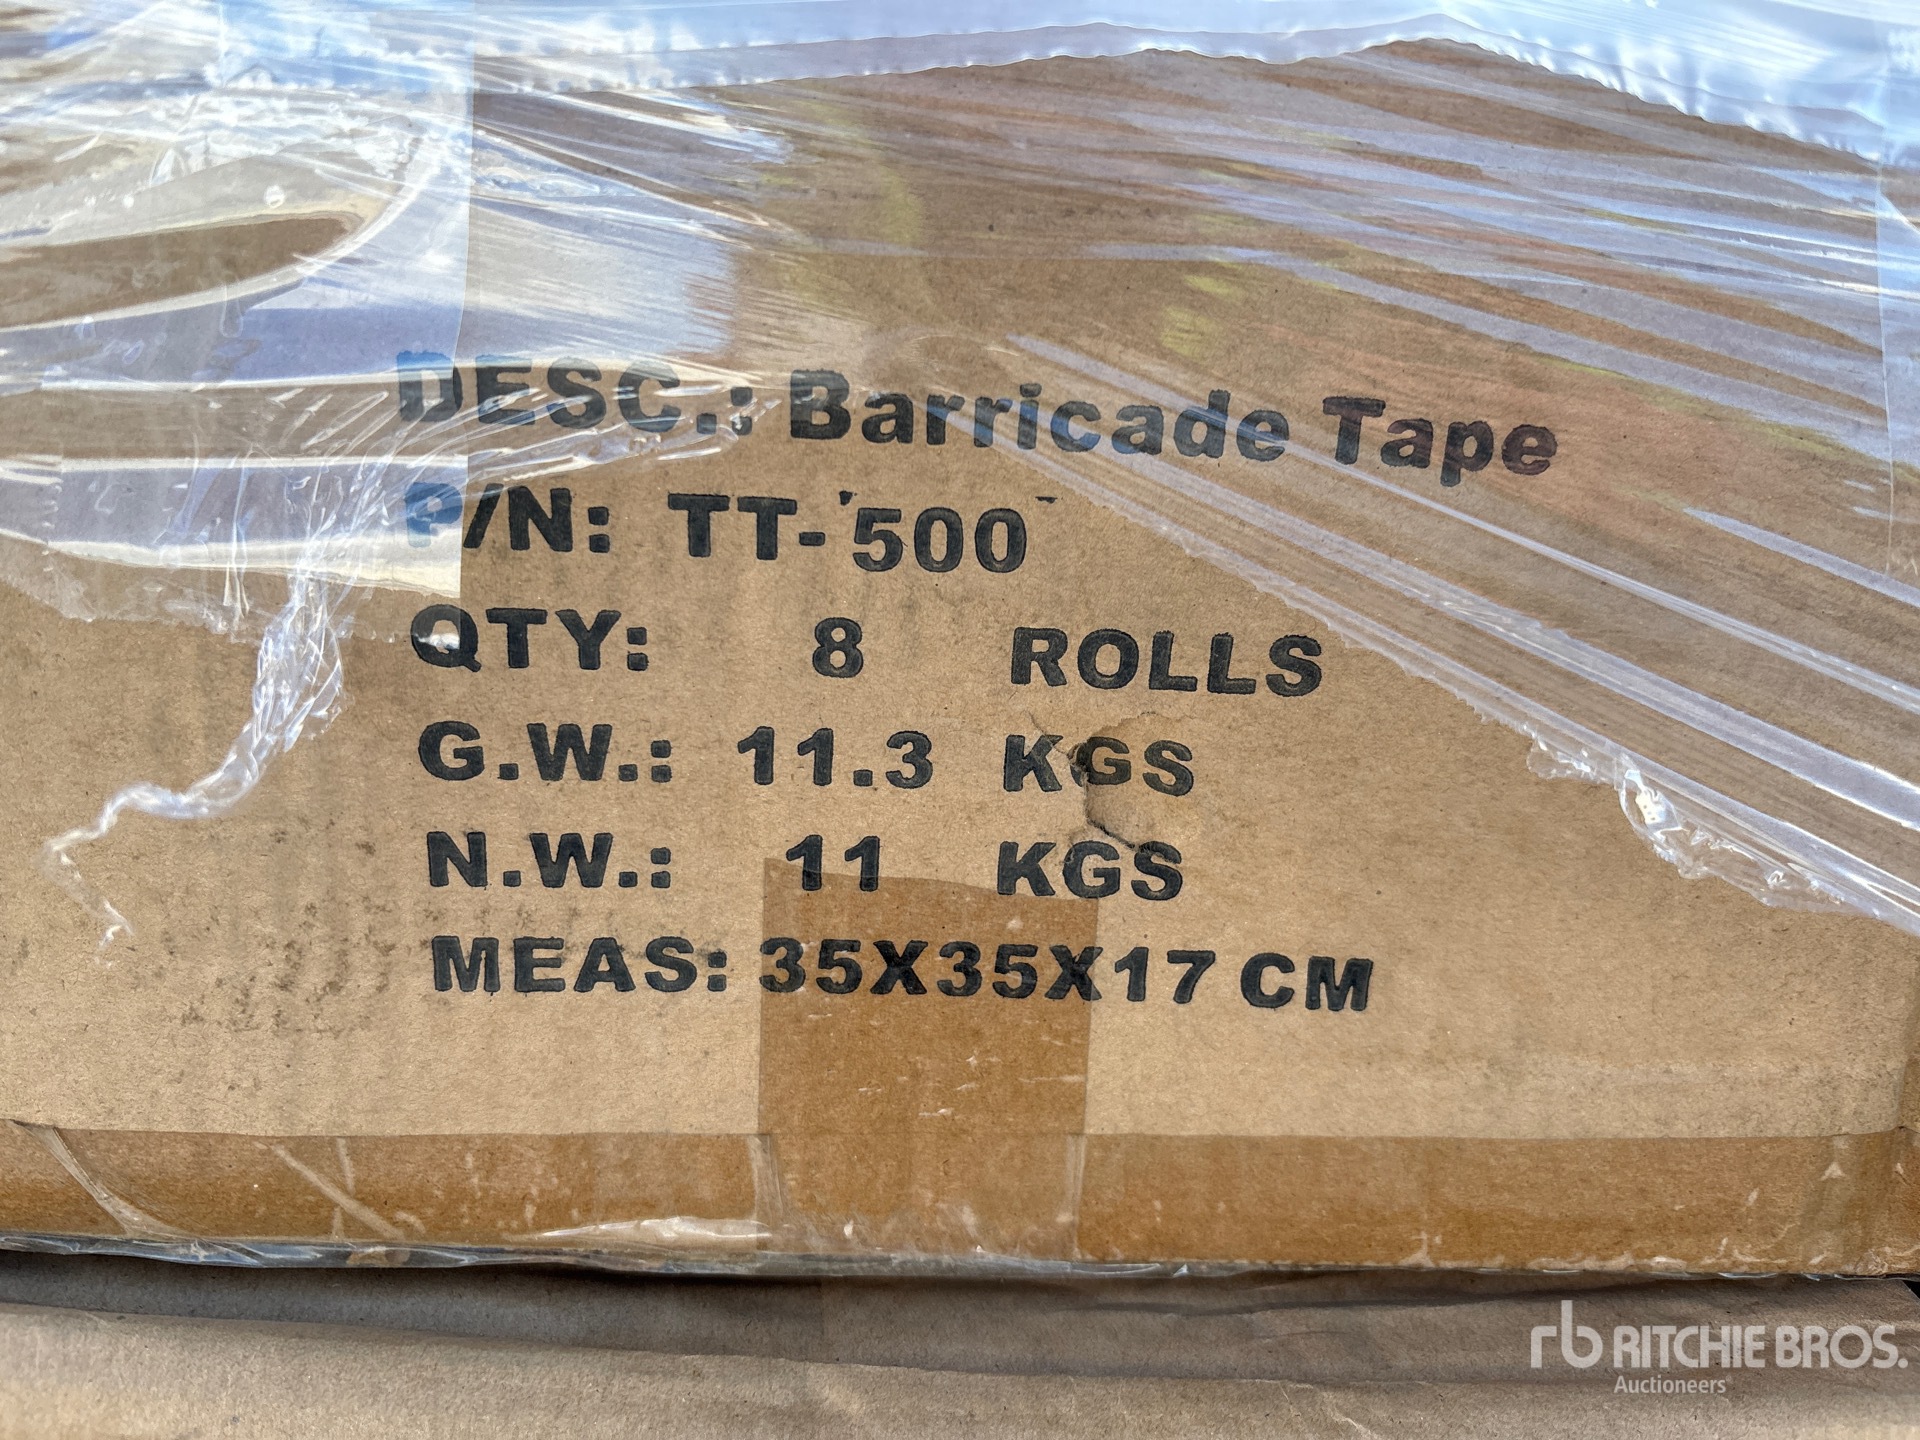 DESC.: Barricade Tape
P/N: TT-500
QTY: 8 ROLLS
G.W.: 11.3 KGS
N.W.: 11 KGS
MEAS: 35X35X17 CM
rb RITCHIE BROS.
Auctioneers